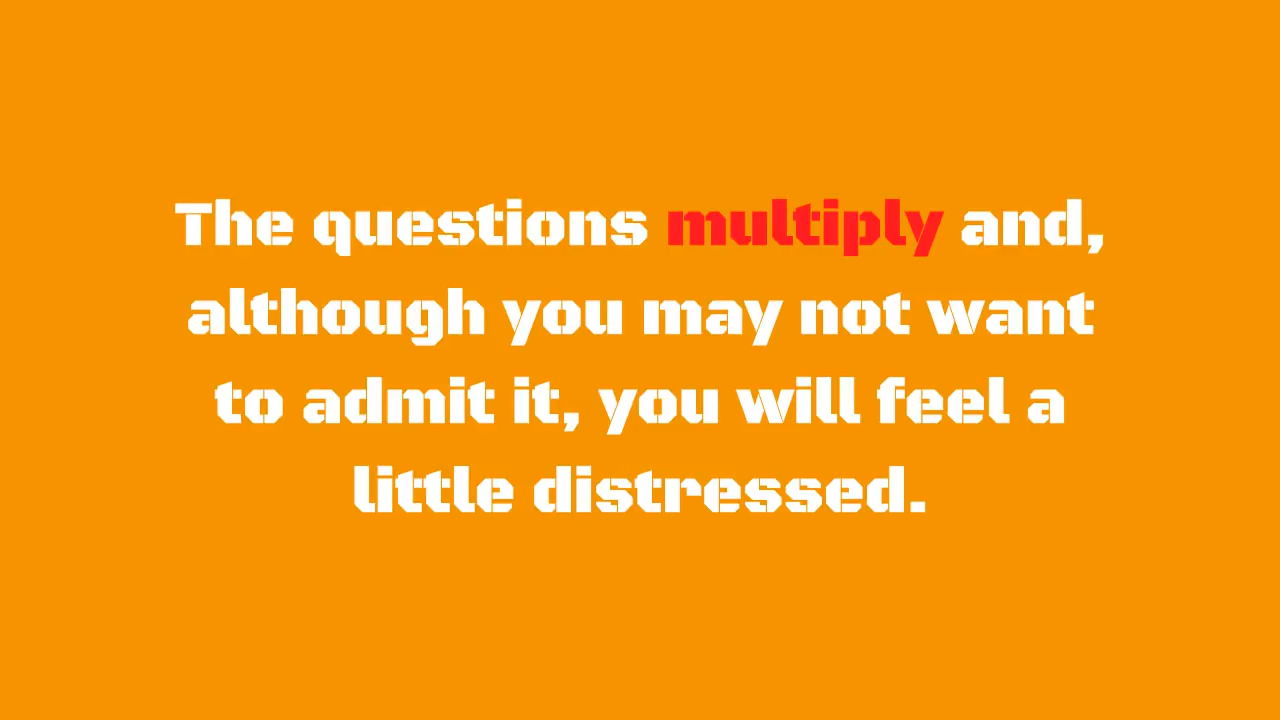 The questions multiply and,
although you may not want
to admit it, you will feel a
little distressed.